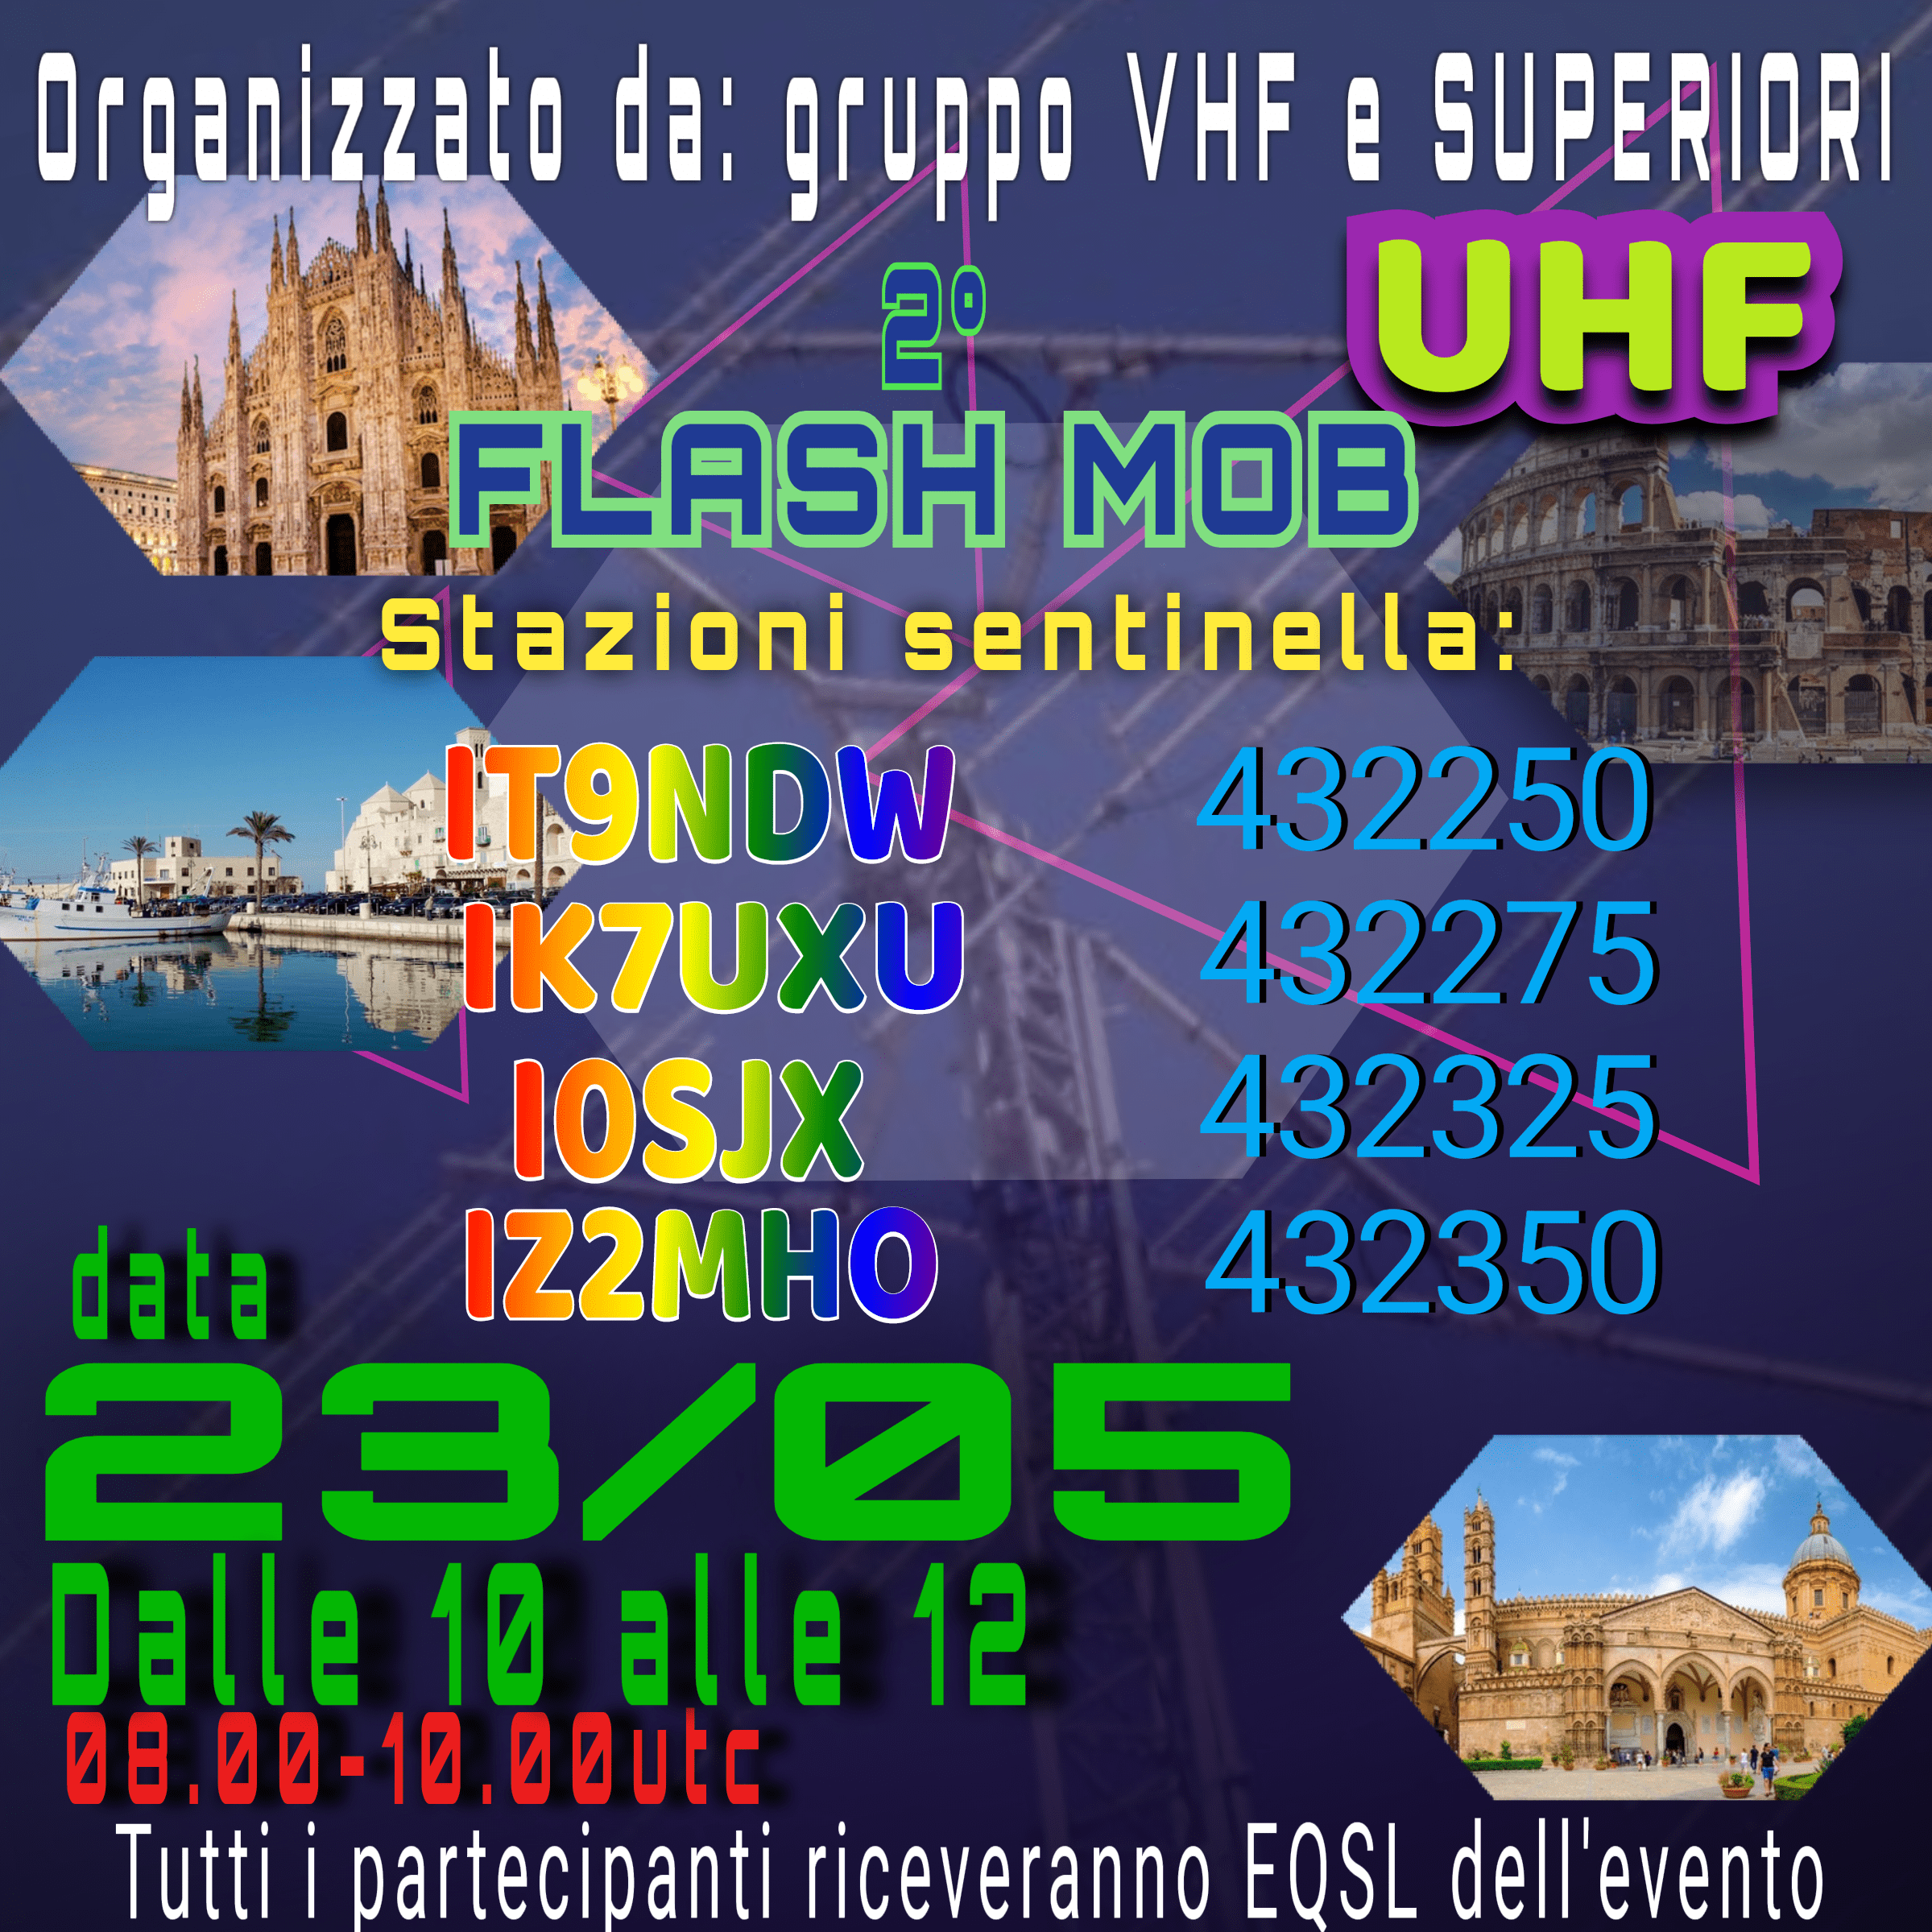 Organizzato da: gruppo VHF e SUPERIORI
UHF
2º
FLASH MOB
Stazioni sentinella:
IT9NDW 432250
IK7UXU 432275
I0SJX 432325
IZ2MHO 432350
data
23/05
Dalle 10 alle 12
08.00-10.00utc
Tutti i partecipanti riceveranno EQSL dell'evento